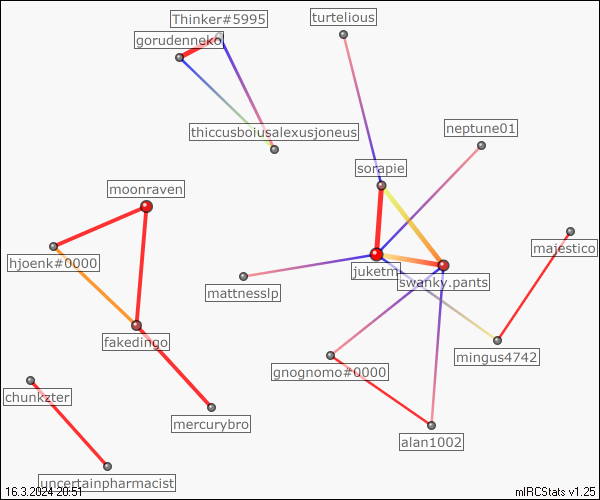 Thinker#5995
turtelious
gorudenneko
neptune01
thiccusboiusalexusjoneus
sorapie
moonraven
majestico
hjoenk#0000
juketm
swanky.pants
mattnesslp
fakedingo
mingus4742
gnognomo#0000
chunkzter
mercurybro
alan1002
uncertainpharmacist
16.3.2024 20:51
mIRCStats v1.25